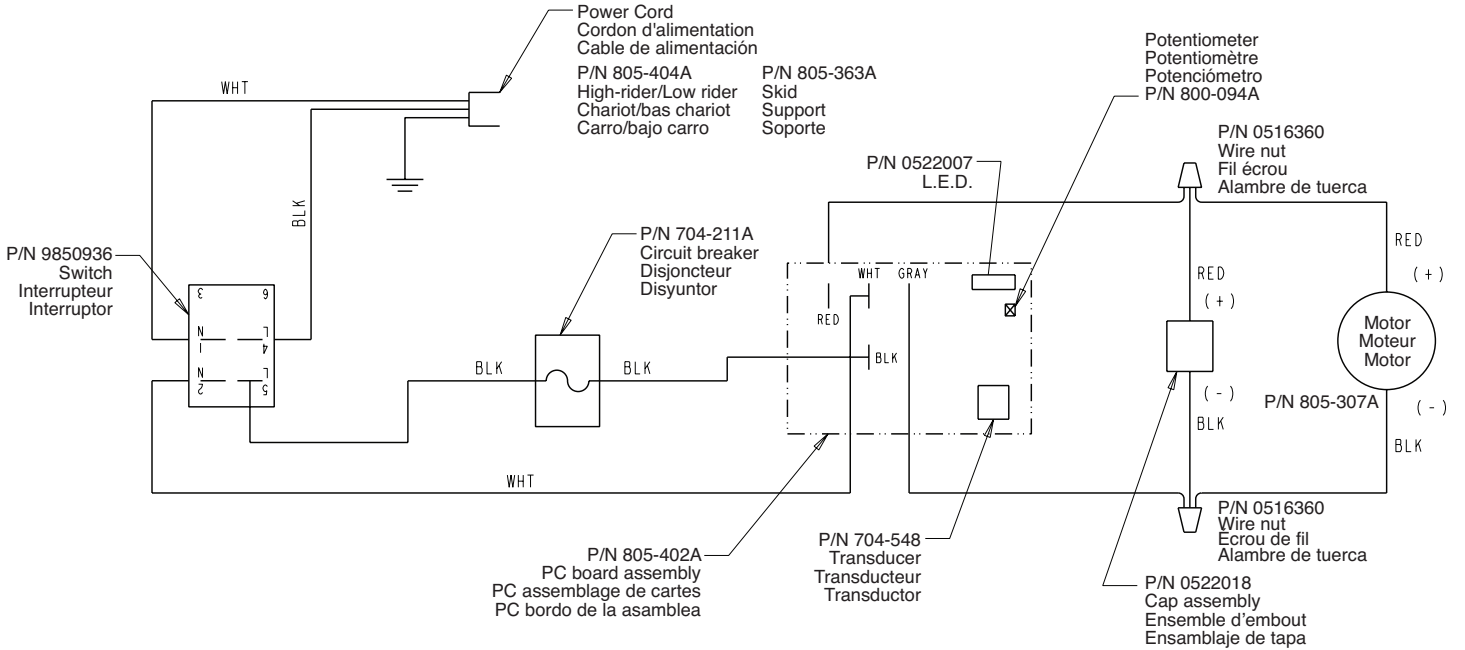 Power Cord
Cordon d'alimentation
Cable de alimentación
P/N 805-404A
High-rider/Low rider
Chariot/bas chariot
Carro/bajo carro
P/N 805-363A
Skid
Support
Soporte
Potentiometer
Potentiomètre
Potenciómetro
P/N 800-094A
WHT
BLK
P/N 0516360
Wire nut
Fil écrou
Alambre de tuerca
P/N 0522007
L.E.D.
P/N 9850936
Switch
Interrupteur
Interruptor
P/N 704-211A
Circuit breaker
Disjoncteur
Disyuntor
3 6
N L
1 4
N L
2 5
BLK
BLK
WHT GRAY
RED
BLK
RED
(+)
(-)
BLK
RED
(+)
Motor
Moteur
Motor
P/N 805-307A
(-)
BLK
WHT
P/N 805-402A
PC board assembly
PC assemblage de cartes
PC bordo de la asamblea
P/N 704-548
Transducer
Transducteur
Transductor
P/N 0516360
Wire nut
Écrou de fil
Alambre de tuerca
P/N 0522018
Cap assembly
Ensemble d'embout
Ensamblaje de tapa